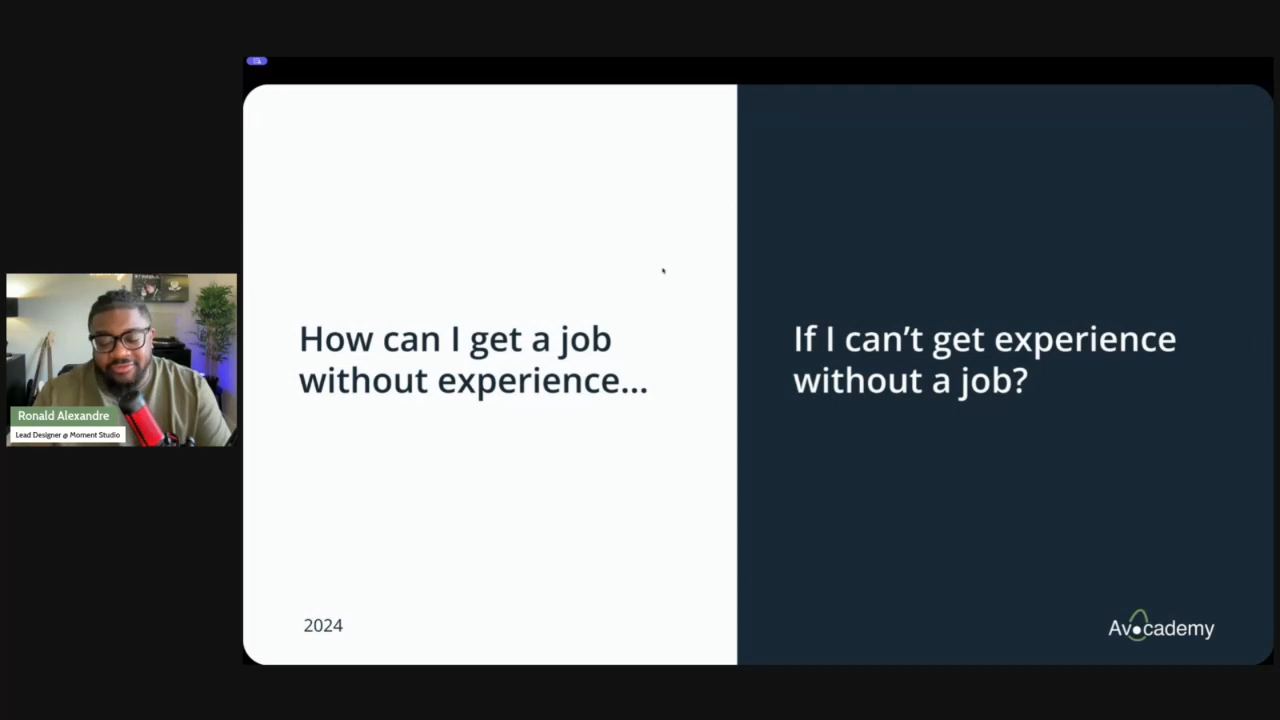 How can I get a job
without experience...
If I can't get experience
without a job?
2024
Avocademy
Ronald Alexandre
Lead Designer @ Moment Studio